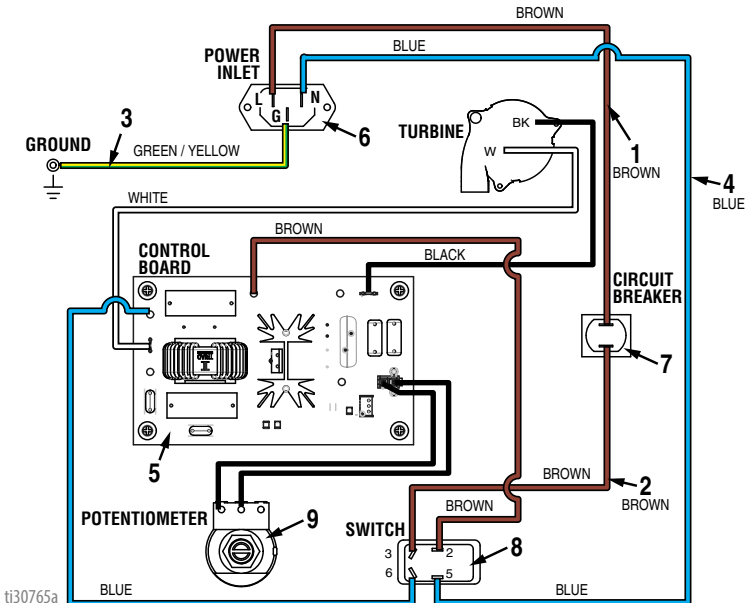 BROWN
BLUE
POWER
INLET
L
N
G
6
3
GROUND
GREEN / YELLOW
TURBINE
BK
W
1
BROWN
4
BLUE
WHITE
BROWN
BLACK
CONTROL
BOARD
CIRCUIT
BREAKER
7
5
BROWN
2
BROWN
BROWN
POTENTIOMETER
9
SWITCH
3
2
8
6
5
ti30765a
BLUE
BLUE